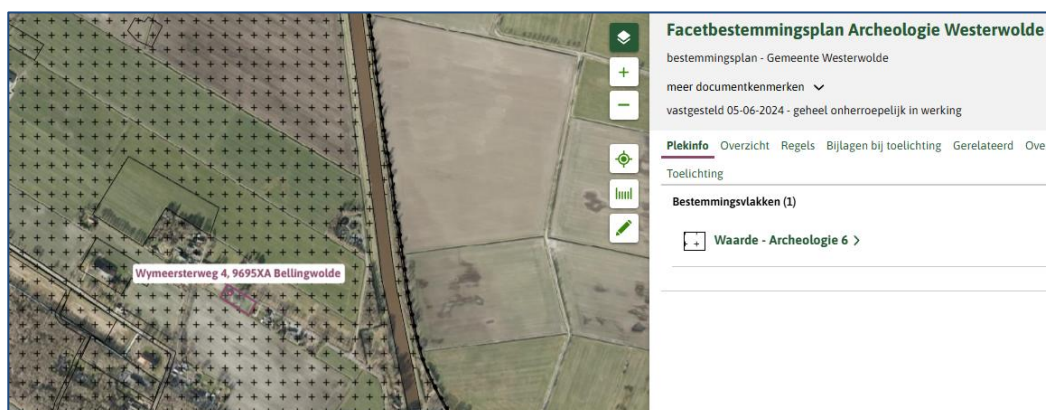 Wymeersterweg 4, 9695XA Bellingwolde
Facetbestemmingsplan Archeologie Westerwolde
bestemmingsplan - Gemeente Westerwolde
meer documentkenmerken
vastgesteld 05-06-2024 - geheel onherroepelijk in werking
Plekinfo Overzicht Regels Bijlagen bij toelichting Gerelateerd Ove
Toelichting
Bestemmingsvlakken (1)
Waarde - Archeologie 6 >